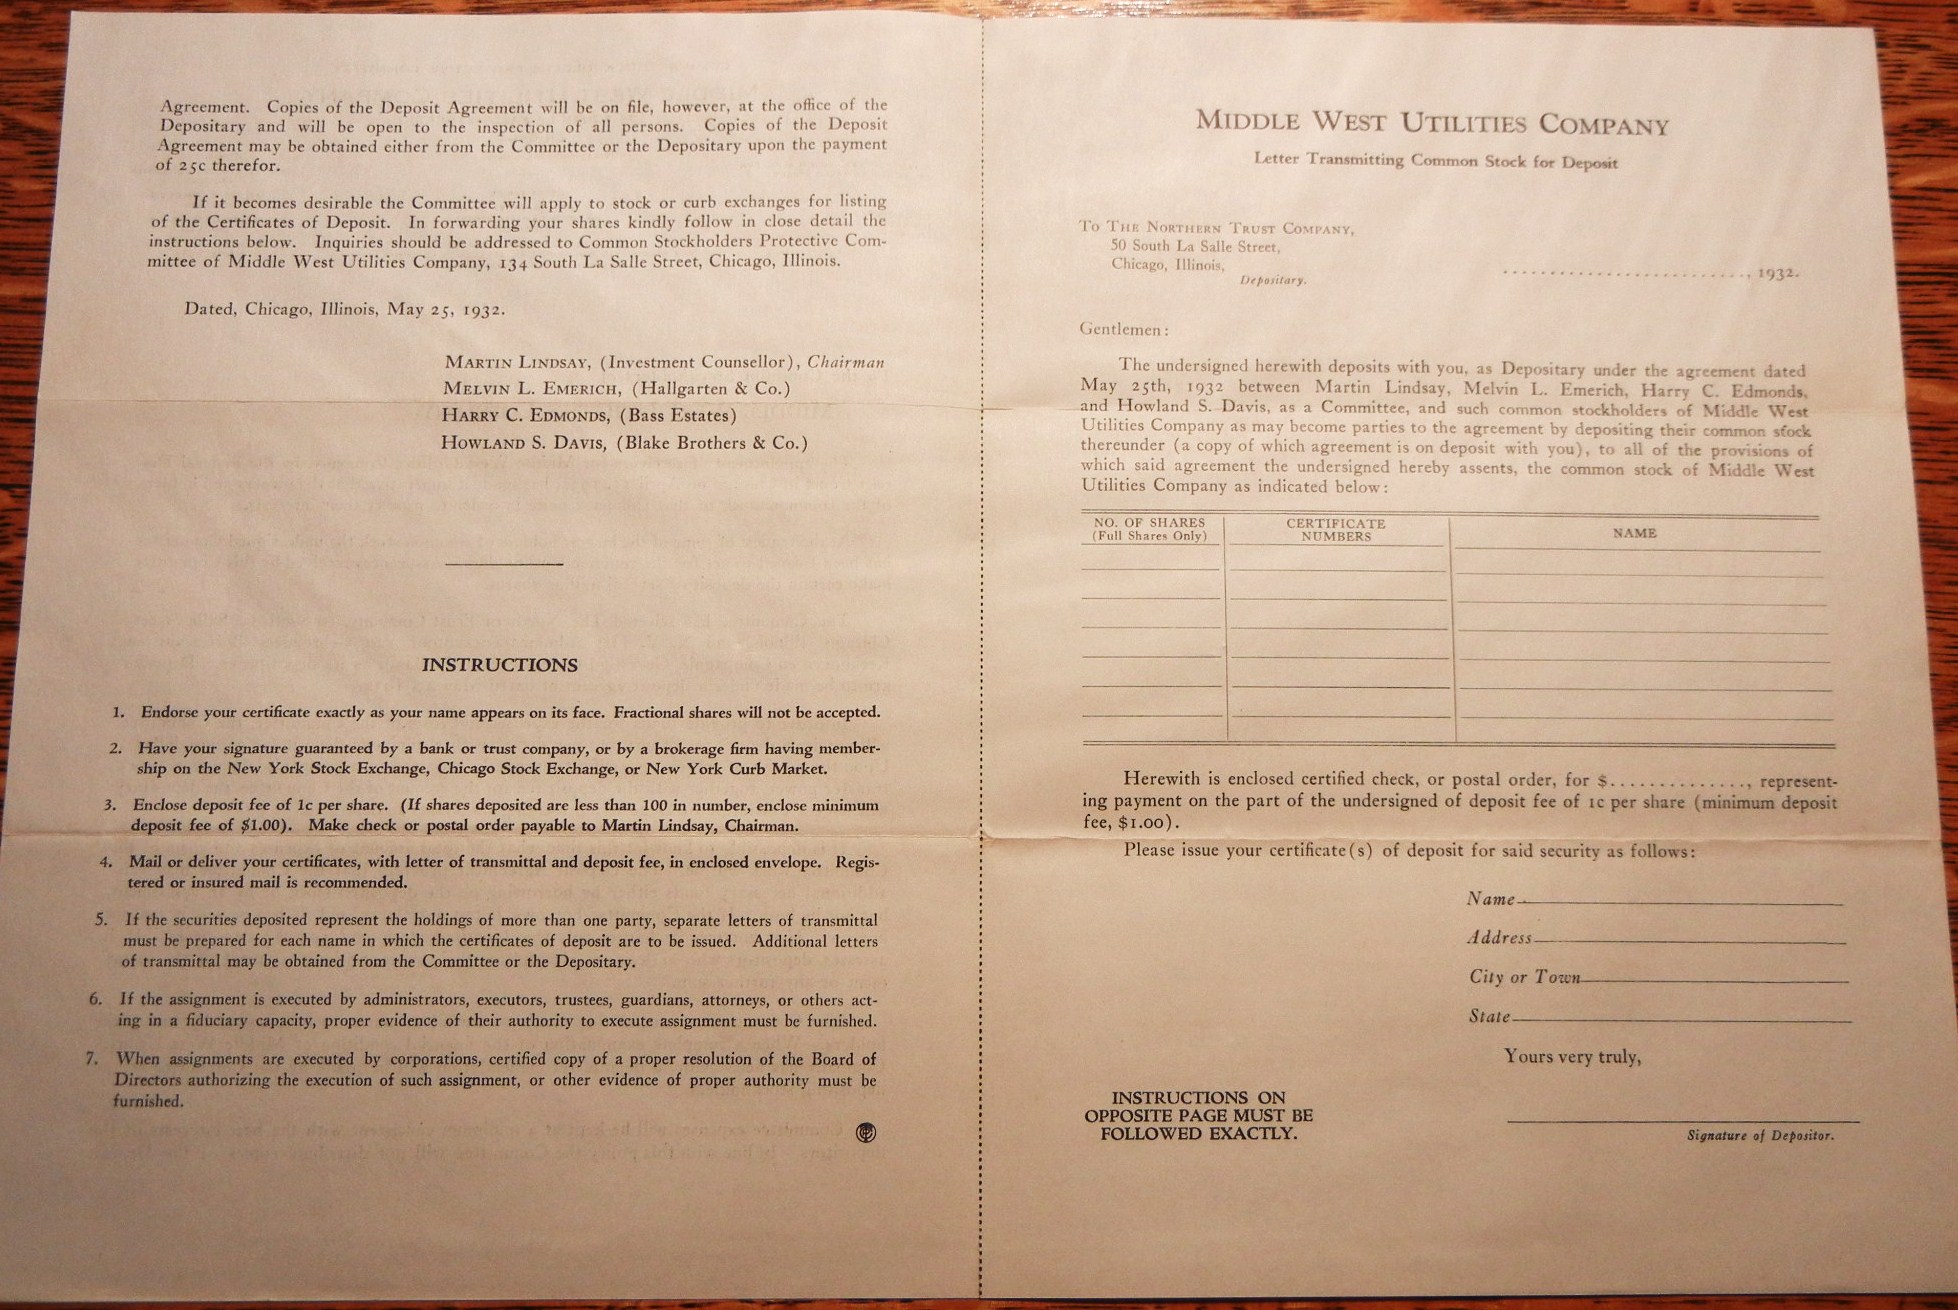 Agreement. Copies of the Deposit Agreement will be on file, however, at the office of the
Depositary and will be open to the inspection of all persons. Copies of the Deposit
Agreement may be obtained either from the Committee or the Depositary upon the payment
of 25c therefor.
If it becomes desirable the Committee will apply to stock or curb exchanges for listing
of the Certificates of Deposit. In forwarding your shares kindly follow in close detail the
instructions below. Inquiries should be addressed to Common Stockholders Protective Com-
mittee of Middle West Utilities Company, 134 South La Salle Street, Chicago, Illinois.
Dated, Chicago, Illinois, May 25, 1932.
MARTIN LINDSAY, (Investment Counsellor), Chairman
MELVIN L. EMERICH, (Hallgarten & Co.)
HARRY C. EDMONDS, (Bass Estates)
HOWLAND S. DAVIS, (Blake Brothers & Co.)
INSTRUCTIONS
1. Endorse your certificate exactly as your name appears on its face. Fractional shares will not be accepted.
2. Have your signature guaranteed by a bank or trust company, or by a brokerage firm having member-
ship on the New York Stock Exchange, Chicago Stock Exchange, or New York Curb Market.
3. Enclose deposit fee of 1c per share. (If shares deposited are less than 100 in number, enclose minimum
deposit fee of $1.00). Make check or postal order payable to Martin Lindsay, Chairman.
4. Mail or deliver your certificates, with letter of transmittal and deposit fee, in enclosed envelope. Regis-
tered or insured mail is recommended.
5. If the securities deposited represent the holdings of more than one party, separate letters of transmittal
must be prepared for each name in which the certificates of deposit are to be issued. Additional letters
of transmittal may be obtained from the Committee or the Depositary.
6. If the assignment is executed by administrators, executors, trustees, guardians, attorneys, or others act-
ing in a fiduciary capacity, proper evidence of their authority to execute assignment must be furnished.
7. When assignments are executed by corporations, certified copy of a proper resolution of the Board of
Directors authorizing the execution of such assignment, or other evidence of proper authority must be
furnished.
MIDDLE WEST UTILITIES COMPANY
Letter Transmitting Common Stock for Deposit
To THE NORTHERN TRUST COMPANY,
50 South La Salle Street,
Chicago, Illinois,
Depositary.
.........................., 1932.
Gentlemen:
The undersigned herewith deposits with you, as Depositary under the agreement dated
May 25th, 1932 between Martin Lindsay, Melvin L. Emerich, Harry C. Edmonds,
and Howland S. Davis, as a Committee, and such common stockholders of Middle West
Utilities Company as may become parties to the agreement by depositing their common stock
thereunder (a copy of which agreement is on deposit with you), to all of the provisions of
which said agreement the undersigned hereby assents, the common stock of Middle West
Utilities Company as indicated below:
NO. OF SHARES
(Full Shares Only)
CERTIFICATE
NUMBERS
NAME
Herewith is enclosed certified check, or postal order, for $.............., represent-
ing payment on the part of the undersigned of deposit fee of 1c per share (minimum deposit
fee, $1.00).
Please issue your certificate(s) of deposit for said security as follows:
Name
Address
City or Town
State
Yours very truly,
INSTRUCTIONS ON
OPPOSITE PAGE MUST BE
FOLLOWED EXACTLY.
Signature of Depositor.